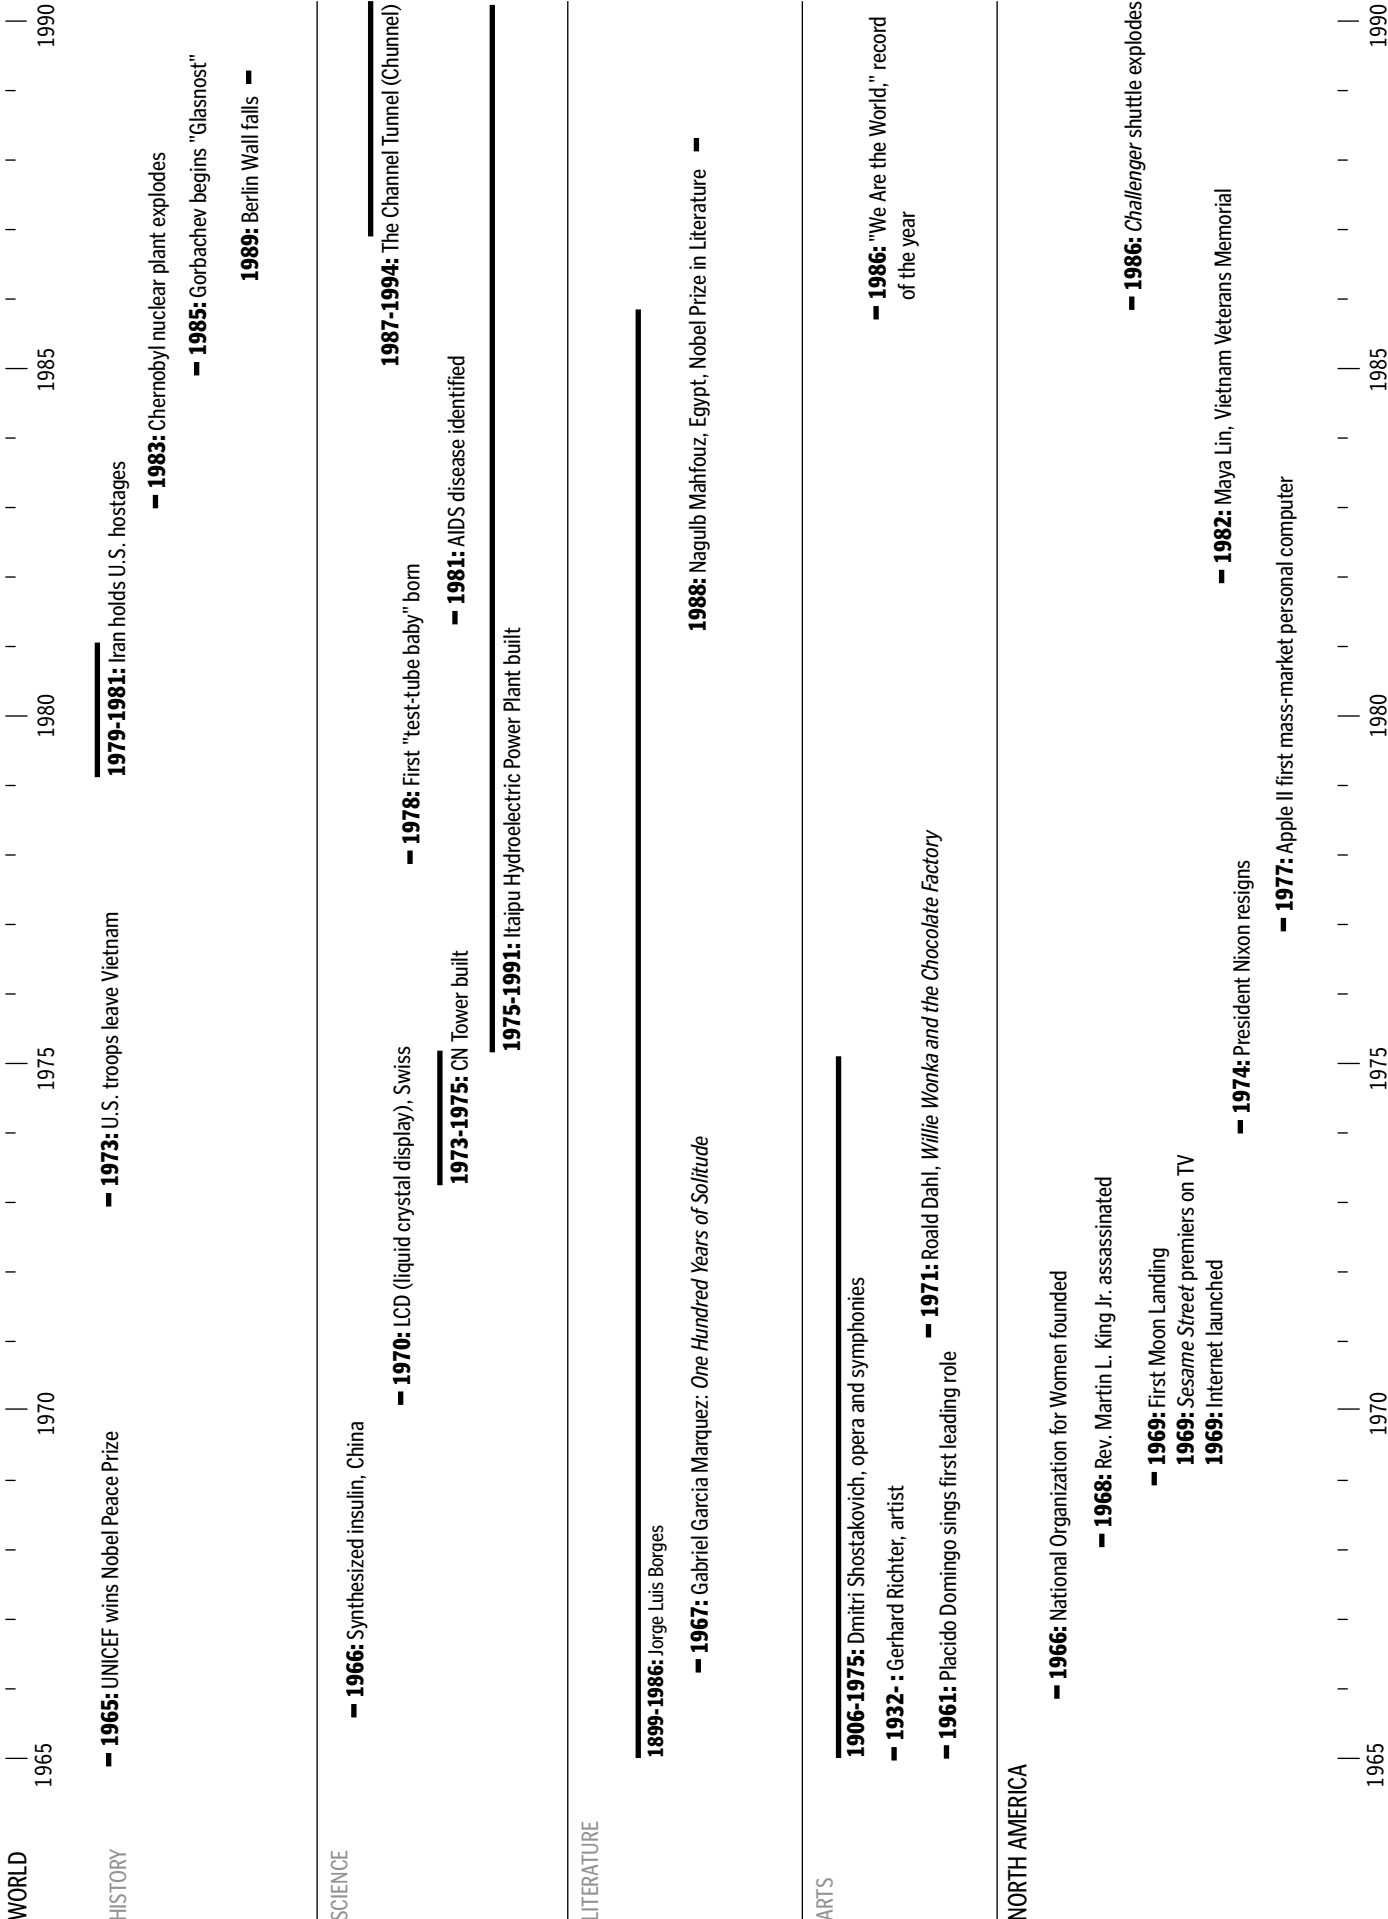 WORLD
1965
1970
1975
1980
1985
1990
HISTORY
1965: UNICEF wins Nobel Peace Prize
1973: U.S. troops leave Vietnam
1979-1981: Iran holds U.S. hostages
1983: Chernobyl nuclear plant explodes
1985: Gorbachev begins "Glasnost"
1989: Berlin Wall falls
SCIENCE
1966: Synthesized insulin, China
1987-1994: The Channel Tunnel (Chunnel)
1970: LCD (liquid crystal display), Swiss
1978: First "test-tube baby" born
1973-1975: CN Tower built
1981: AIDS disease identified
1975-1991: Itaipu Hydroelectric Power Plant built
LITERATURE
1899-1986: Jorge Luis Borges
1967: Gabriel Garcia Marquez: One Hundred Years of Solitude
1988: Nagulb Mahfouz, Egypt, Nobel Prize in Literature
ARTS
1906-1975: Dmitri Shostakovich, opera and symphonies
1986: "We Are the World," record
of the year
1932- : Gerhard Richter, artist
1971: Roald Dahl, Willie Wonka and the Chocolate Factory
1961: Placido Domingo sings first leading role
NORTH AMERICA
1966: National Organization for Women founded
1968: Rev. Martin L. King Jr. assassinated
1986: Challenger shuttle explodes
1969: First Moon Landing
1969: Sesame Street premiers on TV
1969: Internet launched
1982: Maya Lin, Vietnam Veterans Memorial
1974: President Nixon resigns
1977: Apple II first mass-market personal computer
1965
1970
1975
1980
1985
1990